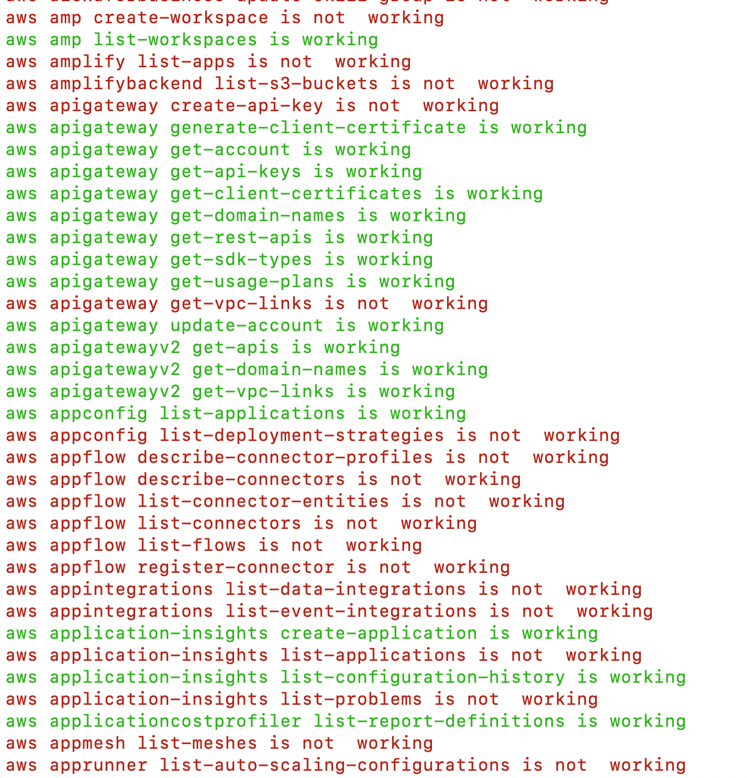 aws amp create-workspace is not  working
aws amp list-workspaces is working
aws amplify list-apps is not  working
aws amplifybackend list-s3-buckets is not  working
aws apigateway create-api-key is not  working
aws apigateway generate-client-certificate is working
aws apigateway get-account is working
aws apigateway get-api-keys is working
aws apigateway get-client-certificates is working
aws apigateway get-domain-names is working
aws apigateway get-rest-apis is working
aws apigateway get-sdk-types is working
aws apigateway get-usage-plans is working
aws apigateway get-vpc-links is not  working
aws apigateway update-account is working
aws apigatewayv2 get-apis is working
aws apigatewayv2 get-domain-names is working
aws apigatewayv2 get-vpc-links is working
aws appconfig list-applications is working
aws appconfig list-deployment-strategies is not  working
aws appflow describe-connector-profiles is not  working
aws appflow describe-connectors is not  working
aws appflow list-connector-entities is not  working
aws appflow list-connectors is not  working
aws appflow list-flows is not  working
aws appflow register-connector is not  working
aws appintegrations list-data-integrations is not  working
aws appintegrations list-event-integrations is not  working
aws application-insights create-application is working
aws application-insights list-applications is not  working
aws application-insights list-configuration-history is working
aws application-insights list-problems is not  working
aws applicationcostprofiler list-report-definitions is working
aws appmesh list-meshes is not  working
aws apprunner list-auto-scaling-configurations is not  working